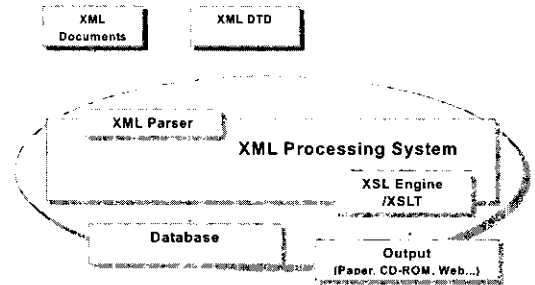 XML
Documents
XML DTD
XML Parser
XML Processing System
XSL Engine
/XSLT
Database
Output
(Paper, CD-ROM, Web...)